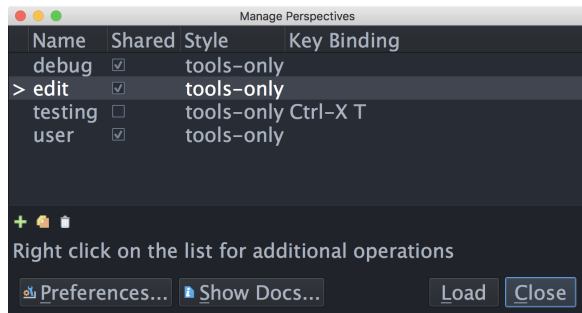 Manage Perspectives
Name Shared Style Key Binding
debug tools-only
> edit tools-only
testing tools-only Ctrl-X T
user tools-only
Right click on the list for additional operations
Preferences... Show Docs... Load Close